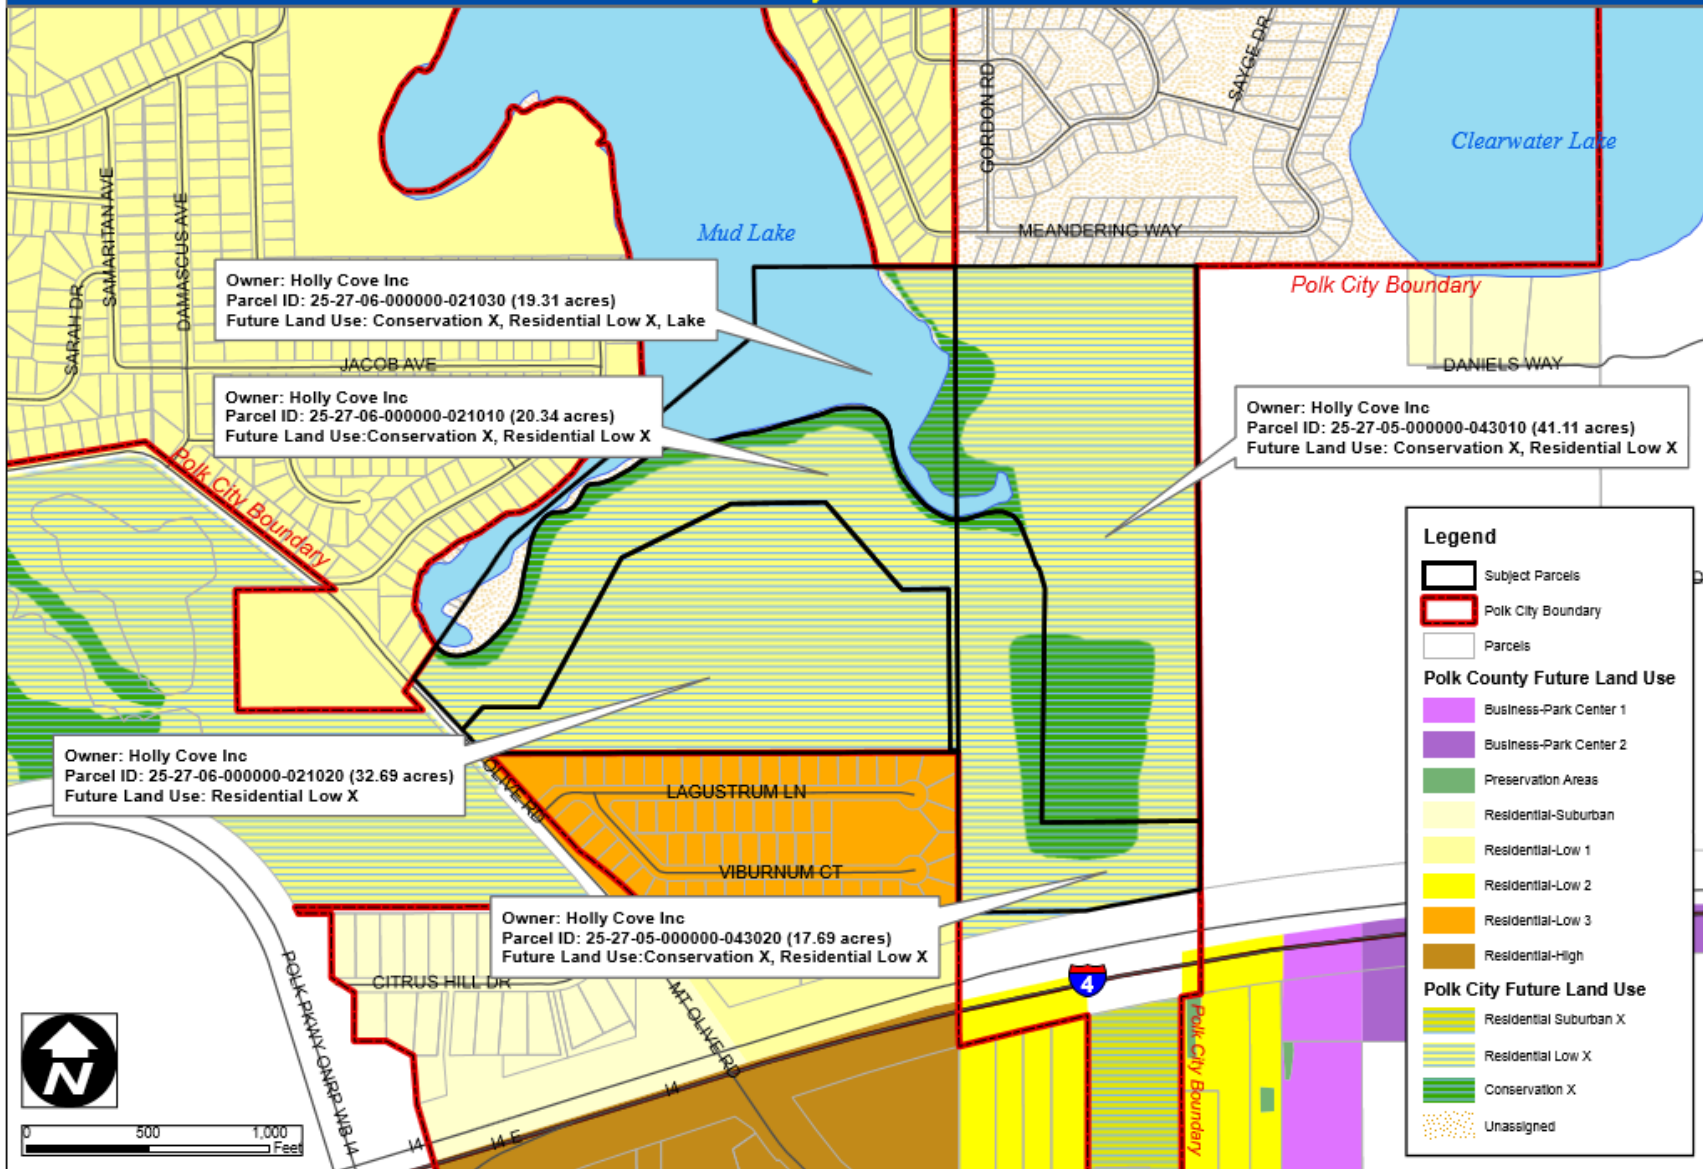 SAYGE DR
GORDON RD
Clearwater Lake
SAMARITAN AVE
DAMASCUS AVE
Mud Lake
MEANDERING WAY
Owner: Holly Cove Inc
Parcel ID: 25-27-06-000000-021030 (19.31 acres)
Future Land Use: Conservation X, Residential Low X, Lake
Polk City Boundary
SARAH DR
JACOB AVE
DANIELS WAY
Owner: Holly Cove Inc
Parcel ID: 25-27-06-000000-021010 (20.34 acres)
Future Land Use:Conservation X, Residential Low X
Owner: Holly Cove Inc
Parcel ID: 25-27-05-000000-043010 (41.11 acres)
Future Land Use: Conservation X, Residential Low X
Polk City Boundary
Owner: Holly Cove Inc
Parcel ID: 25-27-06-000000-021020 (32.69 acres)
Future Land Use: Residential Low X
OLIVE RD
LAGUSTRUM LN
VIBURNUM CT
Owner: Holly Cove Inc
Parcel ID: 25-27-05-000000-043020 (17.69 acres)
Future Land Use:Conservation X, Residential Low X
CITRUS HILL DR
POLK PKWY ONRP WB I4
MT OLIVE RD
4
Polk City Boundary
I4
I4
I4 E
N
0 500 1,000
Feet
Legend
Subject Parcels
Polk City Boundary
Parcels
Polk County Future Land Use
Business-Park Center 1
Business-Park Center 2
Preservation Areas
Residential-Suburban
Residential-Low 1
Residential-Low 2
Residential-Low 3
Residential-High
Polk City Future Land Use
Residential Suburban X
Residential Low X
Conservation X
Unassigned